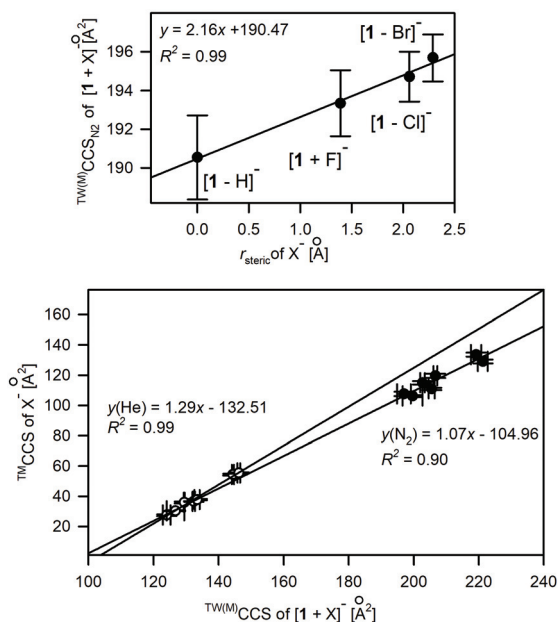 y = 2.16x +190.47
R² = 0.99
[1 - Br]⁻
[1 - Cl]⁻
[1 + F]⁻
[1 - H]⁻
196
194
192
190
TW(M)CCS_N2 of [1 + X]⁻ [Å²]
0.0 0.5 1.0 1.5 2.0 2.5
r_steric of X⁻ [Å]
160
140
120
100
80
60
40
20
TMCCS of X⁻ [Å²]
y(He) = 1.29x - 132.51
R² = 0.99
y(N₂) = 1.07x - 104.96
R² = 0.90
100 120 140 160 180 200 220 240
TW(M)CCS of [1 + X]⁻ [Å²]